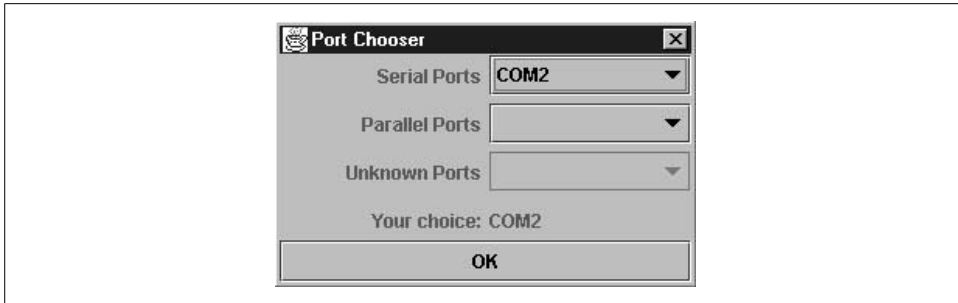 Port Chooser
Serial Ports COM2
Parallel Ports
Unknown Ports
Your choice: COM2
OK